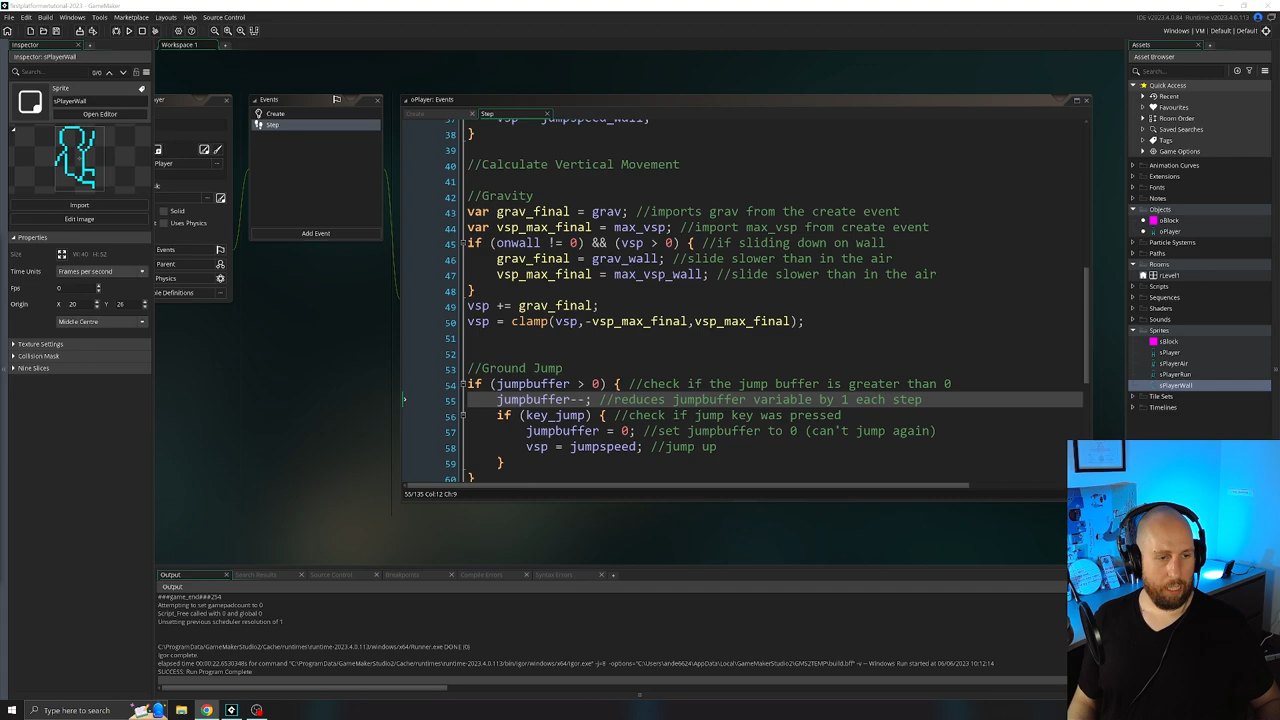 Testplatformertutorial-2023 - GameMaker
File Edit Build Windows Tools Marketplace Layouts Help Source Control
IDE v2023.4.0.84 Runtime v2023.4.0.113
Windows | VM | Default | Default
Inspector
Workspace 1
Assets
Inspector: sPlayerWall
Asset Browser
Search...
0/0
Search...
Sprite
sPlayerWall
Open Editor
Import
Edit Image
Properties
Size: W: 40 H: 52
Time Units Frames per second
Fps 0
Origin X 20 Y 26
Middle Centre
Texture Settings
Collision Mask
Nine Slices
Player
Solid
Uses Physics
Events
Parent
Physics
Events
Create
Step
Add Event
oPlayer: Events
Create
Step
37 vsp = jumpspeed_wall;
38 }
39
40 //Calculate Vertical Movement
41
42 //Gravity
43 var grav_final = grav; //imports grav from the create event
44 var vsp_max_final = max_vsp; //import max_vsp from create event
45 if (onwall != 0) && (vsp > 0) { //if sliding down on wall
46 grav_final = grav_wall; //slide slower than in the air
47 vsp_max_final = max_vsp_wall; //slide slower than in the air
48 }
49 vsp += grav_final;
50 vsp = clamp(vsp,-vsp_max_final,vsp_max_final);
51
52
53 //Ground Jump
54 if (jumpbuffer > 0) { //check if the jump buffer is greater than 0
55 jumpbuffer--; //reduces jumpbuffer variable by 1 each step
56 if (key_jump) { //check if jump key was pressed
57 jumpbuffer = 0; //set jumpbuffer to 0 (can't jump again)
58 vsp = jumpspeed; //jump up
59 }
60 }
55/135 Col:12 Ch:9
Quick Access
Recent
Favourites
Room Order
Saved Searches
Tags
Game Options
Animation Curves
Extensions
Fonts
Notes
Objects
oBlock
oPlayer
Particle Systems
Paths
Rooms
rLevel1
Scripts
Sequences
Shaders
Sounds
Sprites
sBlock
sPlayer
sPlayerAir
sPlayerRun
sPlayerWall
Tile Sets
Timelines
Output Search Results Source Control Breakpoints Compile Errors Syntax Errors
Output
###game_end###254
Attempting to set gamepadcount to 0
Script_Free called with 0 and global 0
Unsetting previous scheduler resolution of 1
C:\ProgramData/GameMakerStudio2/Cache/runtimes\runtime-2023.4.0.113/windows/x64/Runner.exe DONE (0)
Igor complete.
elapsed time 00:00:22.6530348s for command "C:\ProgramData/GameMakerStudio2/Cache/runtimes\runtime-2023.4.0.113/bin/igor/windows/x64/Igor.exe" -j=8 -options="C:\Users\ande6624\AppData\Local\GameMakerStudio2\GMS2TEMP\build.bff" -v -- Windows Run started at 06/06/2023 10:12:14
SUCCESS: Run Program Complete
Type here to search